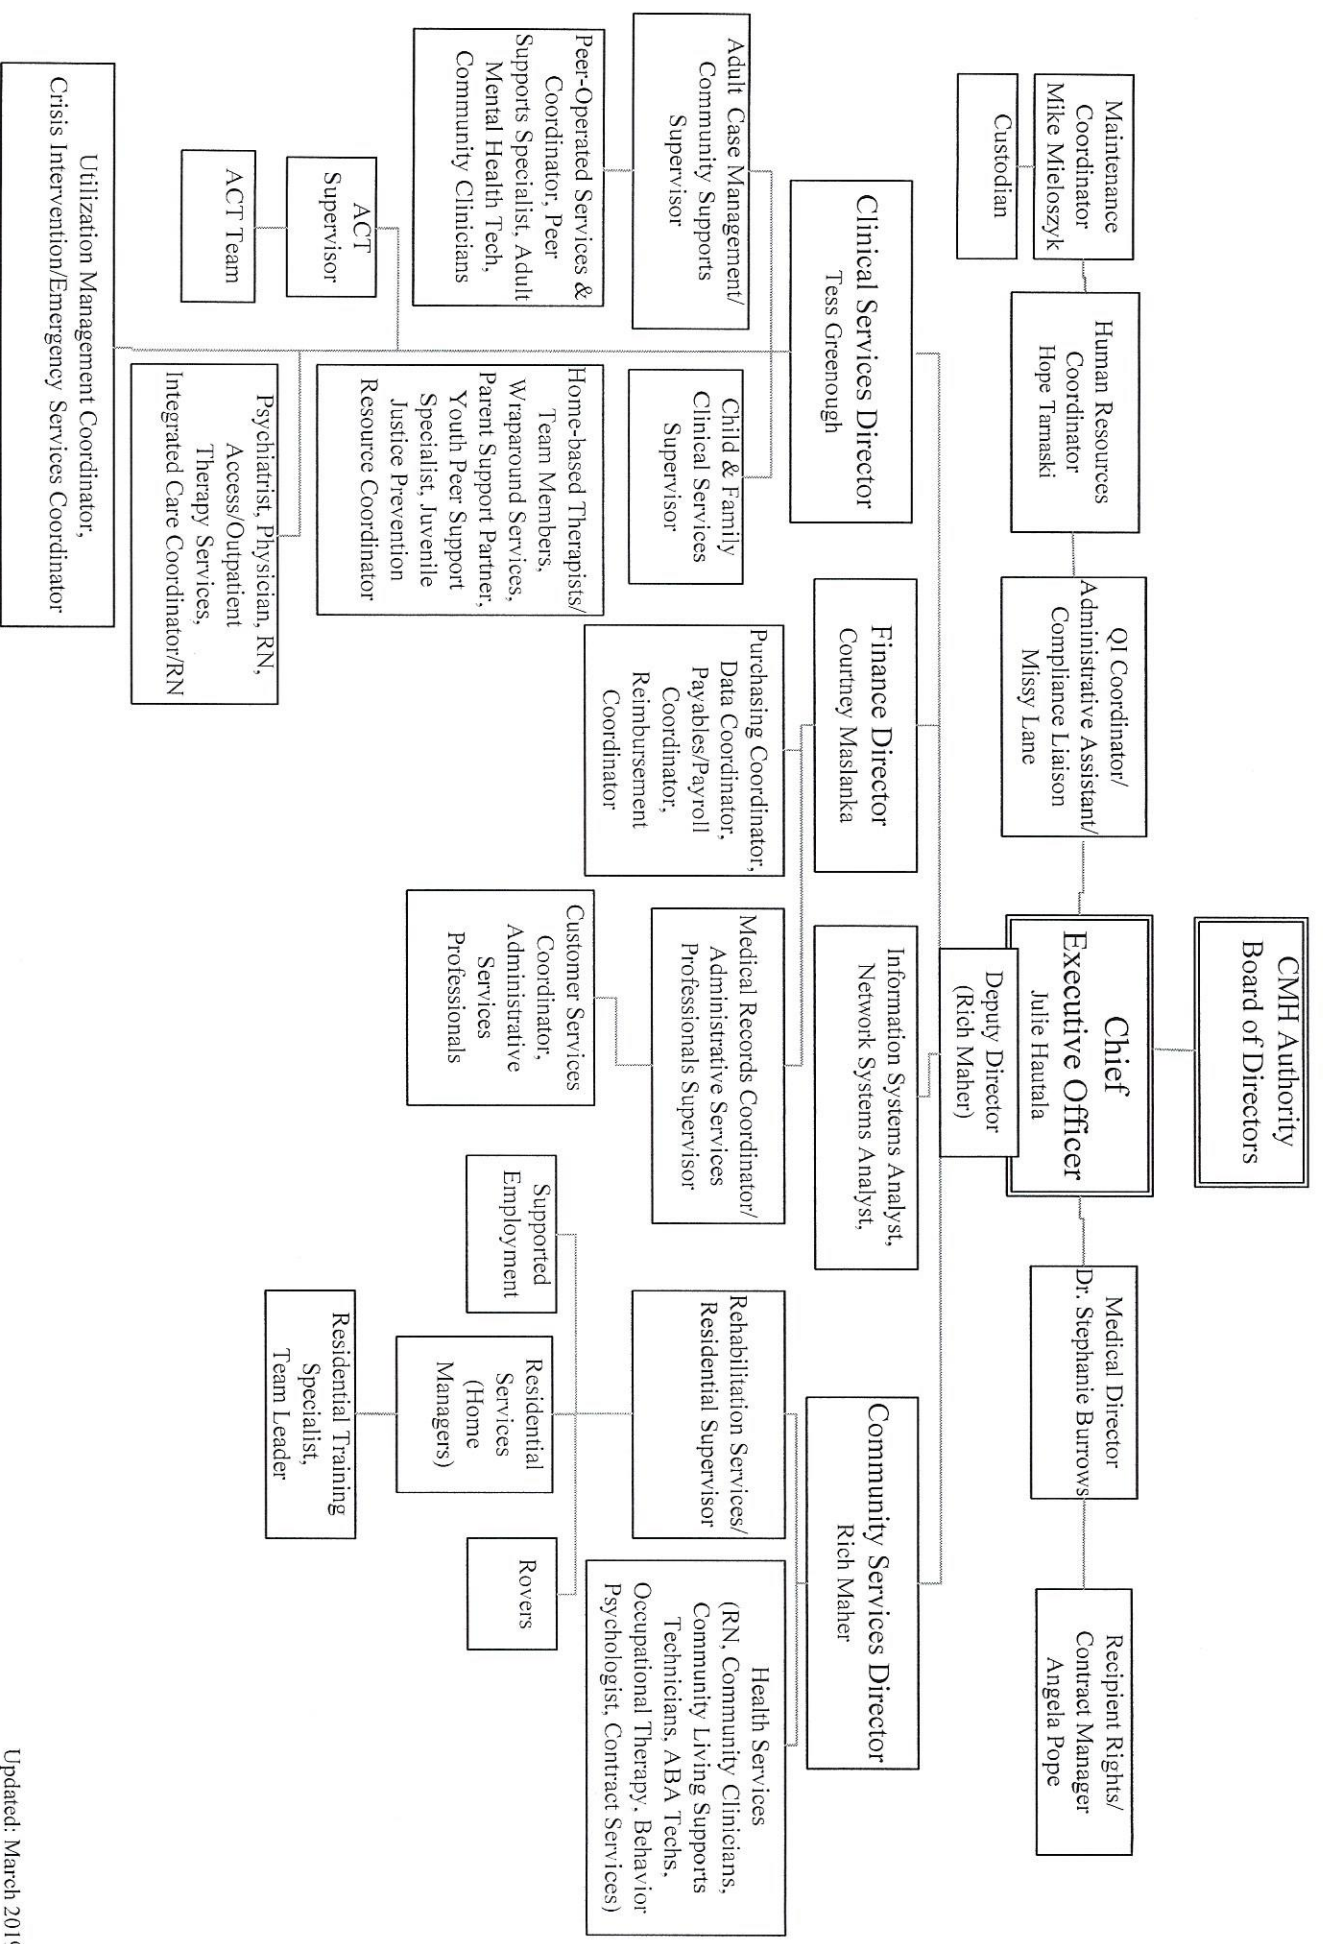 CMH Authority
Board of Directors
Chief
Executive Officer
Julie Hautala
Deputy Director
(Rich Maher)
Maintenance
Coordinator
Mike Mieloszyk
Custodian
Human Resources
Coordinator
Hope Tarnaski
QI Coordinator/
Administrative Assistant/
Compliance Liaison
Missy Lane
Medical Director
Dr. Stephanie Burrows
Recipient Rights/
Contract Manager
Angela Pope
Clinical Services Director
Tess Greenough
Finance Director
Courtney Maslanka
Information Systems Analyst,
Network Systems Analyst,
Community Services Director
Rich Maher
Adult Case Management/
Community Supports
Supervisor
Child & Family
Clinical Services
Supervisor
Purchasing Coordinator,
Data Coordinator,
Payables/Payroll
Coordinator,
Reimbursement
Coordinator
Medical Records Coordinator/
Administrative Services
Professionals Supervisor
Rehabilitation Services/
Residential Supervisor
Health Services
(RN, Community Clinicians,
Community Living Supports
Technicians, ABA Techs,
Occupational Therapy, Behavior
Psychologist, Contract Services)
Peer-Operated Services &
Coordinator, Peer
Supports Specialist, Adult
Mental Health Tech,
Community Clinicians
Home-based Therapists/
Team Members,
Wraparound Services,
Parent Support Partner,
Youth Peer Support
Specialist, Juvenile
Justice Prevention
Resource Coordinator
Customer Services
Coordinator,
Administrative
Services
Professionals
Supported
Employment
Residential
Services
(Home
Managers)
Rovers
ACT
Supervisor
ACT Team
Psychiatrist, Physician, RN,
Access/Outpatient
Therapy Services,
Integrated Care Coordinator/RN
Residential Training
Specialist,
Team Leader
Utilization Management Coordinator,
Crisis Intervention/Emergency Services Coordinator
Updated: March 2019